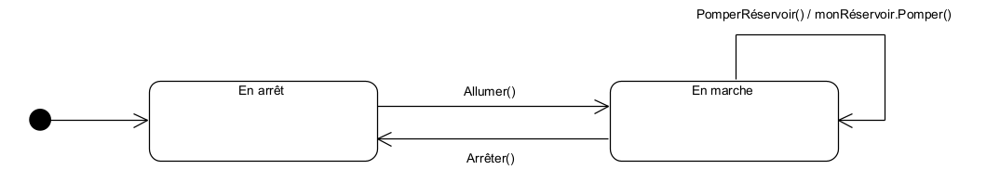 PomperRéservoir() / monRéservoir.Pomper()
En arrêt
Allumer()
En marche
Arrêter()